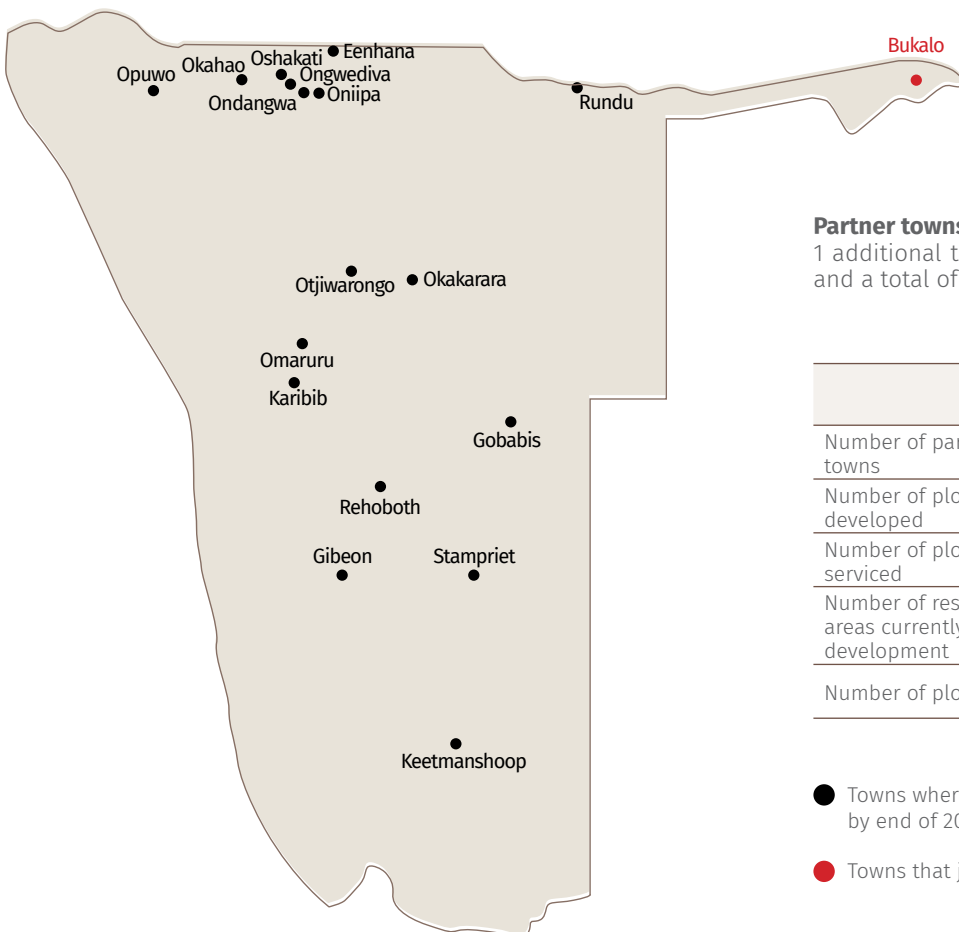 Bukalo
Eenhana
Oshakati
Okahao
Ongwediva
Opuwo
Oniipa
Ondangwa
Rundu
Otjiwarongo
Okakarara
Omaruru
Karibib
Gobabis
Rehoboth
Gibeon
Stampriet
Keetmanshoop
Partner towns
1 additional t
and a total of
Number of par
towns
Number of plo
developed
Number of plo
serviced
Number of res
areas currently
development
Number of plo
Towns wher
by end of 20
Towns that j